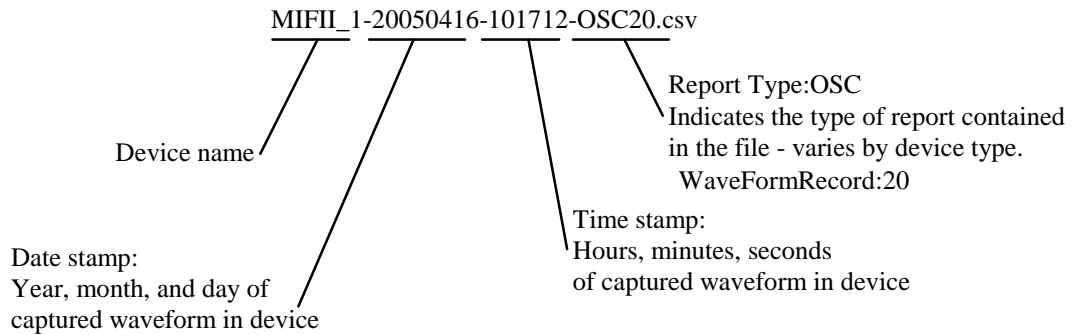 MIFII_1-20050416-101712-OSC20.csv
Report Type:OSC
Indicates the type of report contained
in the file - varies by device type.
WaveFormRecord:20
Device name
Time stamp:
Hours, minutes, seconds
of captured waveform in device
Date stamp:
Year, month, and day of
captured waveform in device